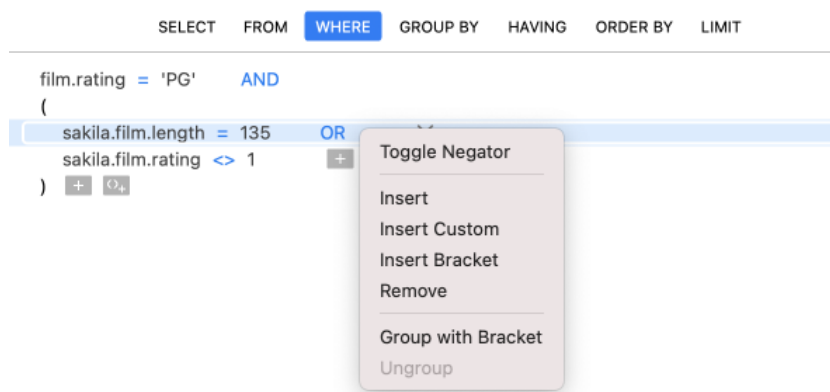 SELECT FROM WHERE GROUP BY HAVING ORDER BY LIMIT
film.rating = 'PG' AND
(
sakila.film.length = 135 OR
sakila.film.rating <> 1 +
) + <>+
Toggle Negator
Insert
Insert Custom
Insert Bracket
Remove
Group with Bracket
Ungroup